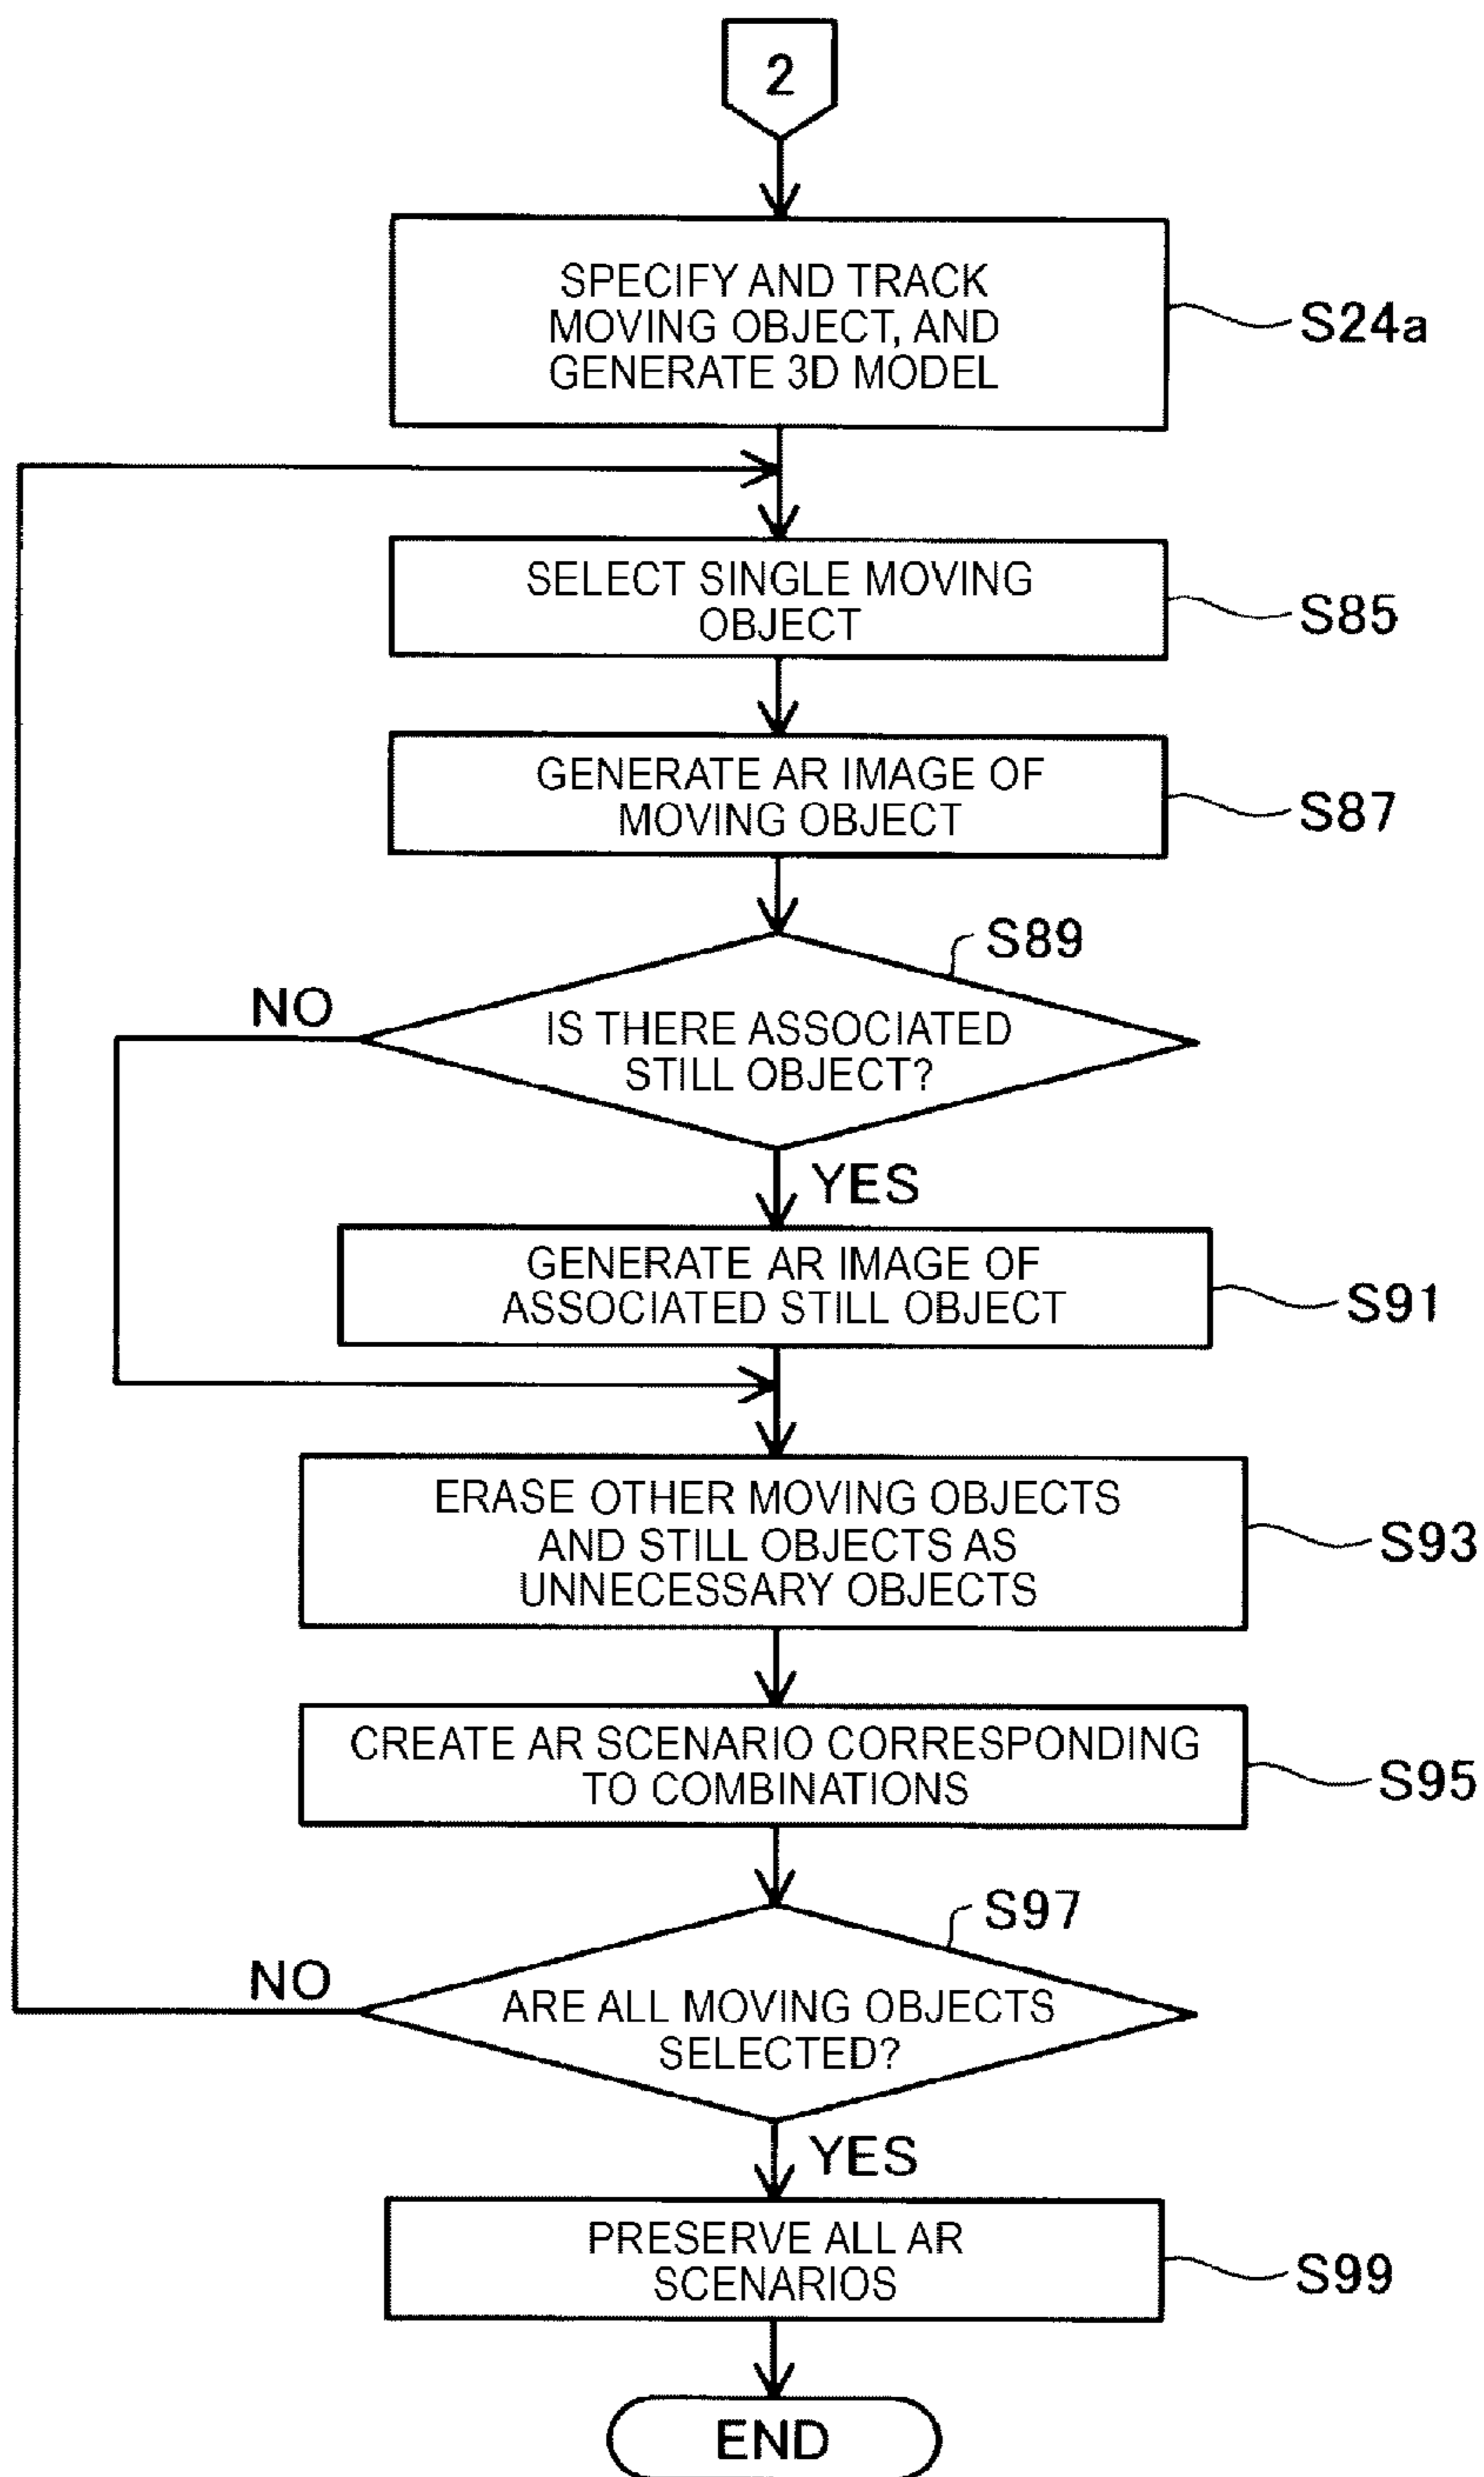 2
SPECIFY AND TRACK
MOVING OBJECT, AND
GENERATE 3D MODEL
S24a
SELECT SINGLE MOVING
OBJECT
S85
GENERATE AR IMAGE OF
MOVING OBJECT
S87
S89
NO
IS THERE ASSOCIATED
STILL OBJECT?
YES
GENERATE AR IMAGE OF
ASSOCIATED STILL OBJECT
S91
ERASE OTHER MOVING OBJECTS
AND STILL OBJECTS AS
UNNECESSARY OBJECTS
S93
CREATE AR SCENARIO CORRESPONDING
TO COMBINATIONS
S95
S97
NO
ARE ALL MOVING OBJECTS
SELECTED?
YES
PRESERVE ALL AR
SCENARIOS
S99
END